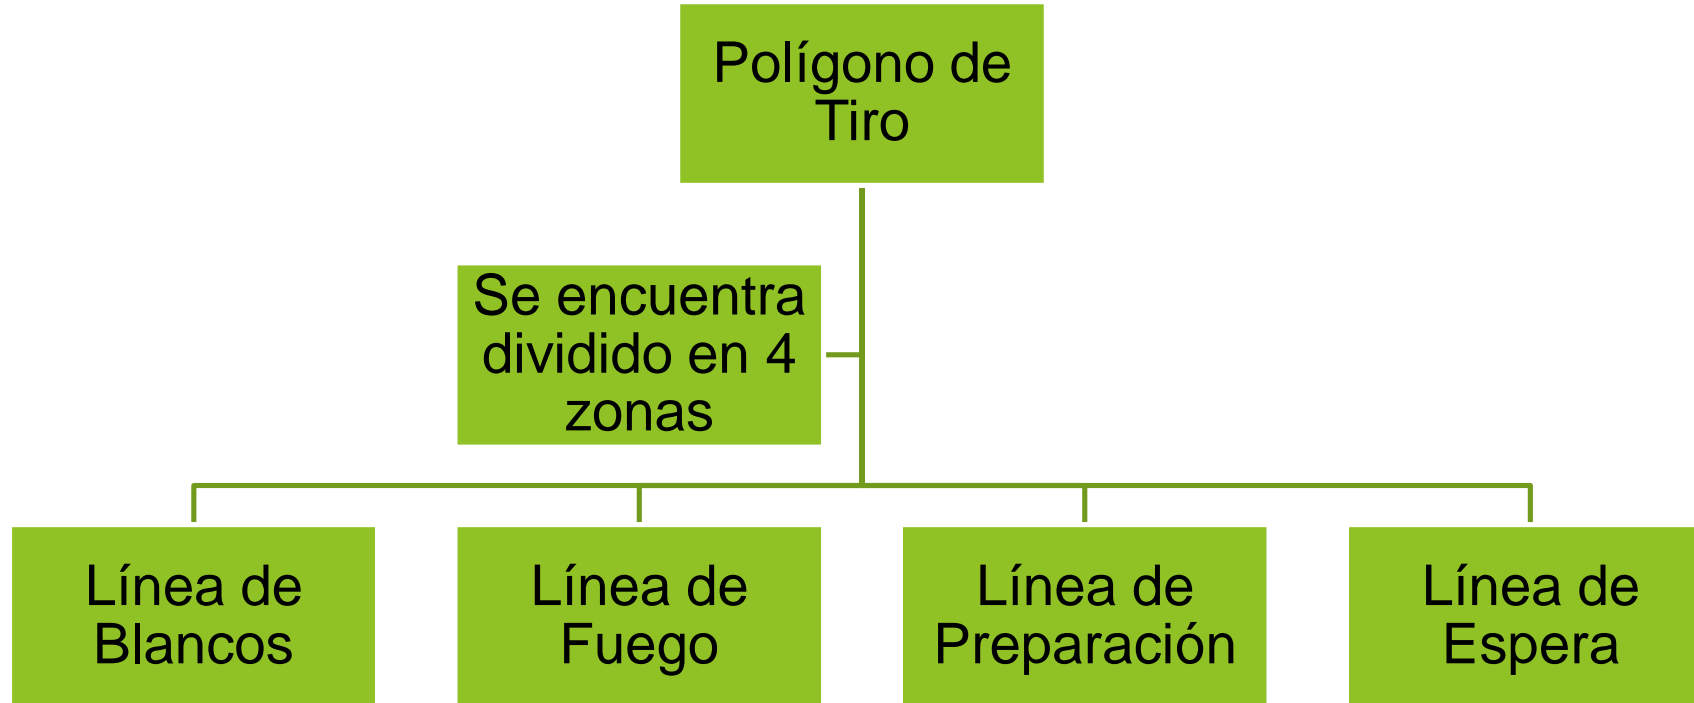 Polígono de
Tiro
Se encuentra
dividido en 4
zonas
Línea de
Blancos
Línea de
Fuego
Línea de
Preparación
Línea de
Espera